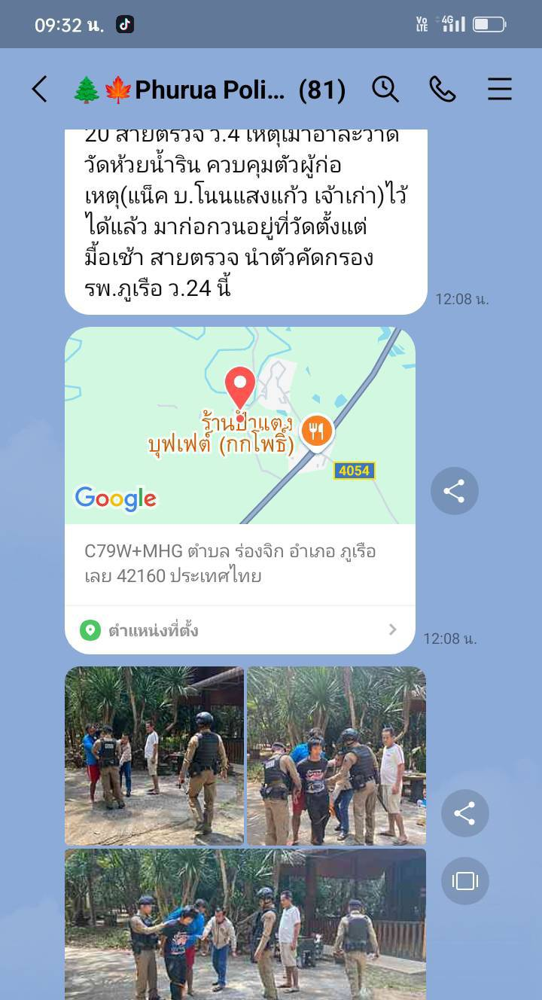 09:32 น.
Vo LTE 4G
🌲🍁Phurua Poli... (81)
20 สายตรวจ ว.4 เหตุเมาอาละวาด
วัดห้วยน้ำริน ควบคุมตัวผู้ก่อ
เหตุ(แน็ค บ.โนนแสงแก้ว เจ้าเก่า)ไว้
ได้แล้ว มาก่อกวนอยู่ที่วัดตั้งแต่
มื้อเช้า สายตรวจ นำตัวคัดกรอง
รพ.ภูเรือ ว.24 นี้
12:08 น.
ร้านป้าแตง
บุฟเฟต์ (กกโพธิ์)
4054
Google
C79W+MHG ตำบล ร่องจิก อำเภอ ภูเรือ
เลย 42160 ประเทศไทย
ตำแหน่งที่ตั้ง
12:08 น.